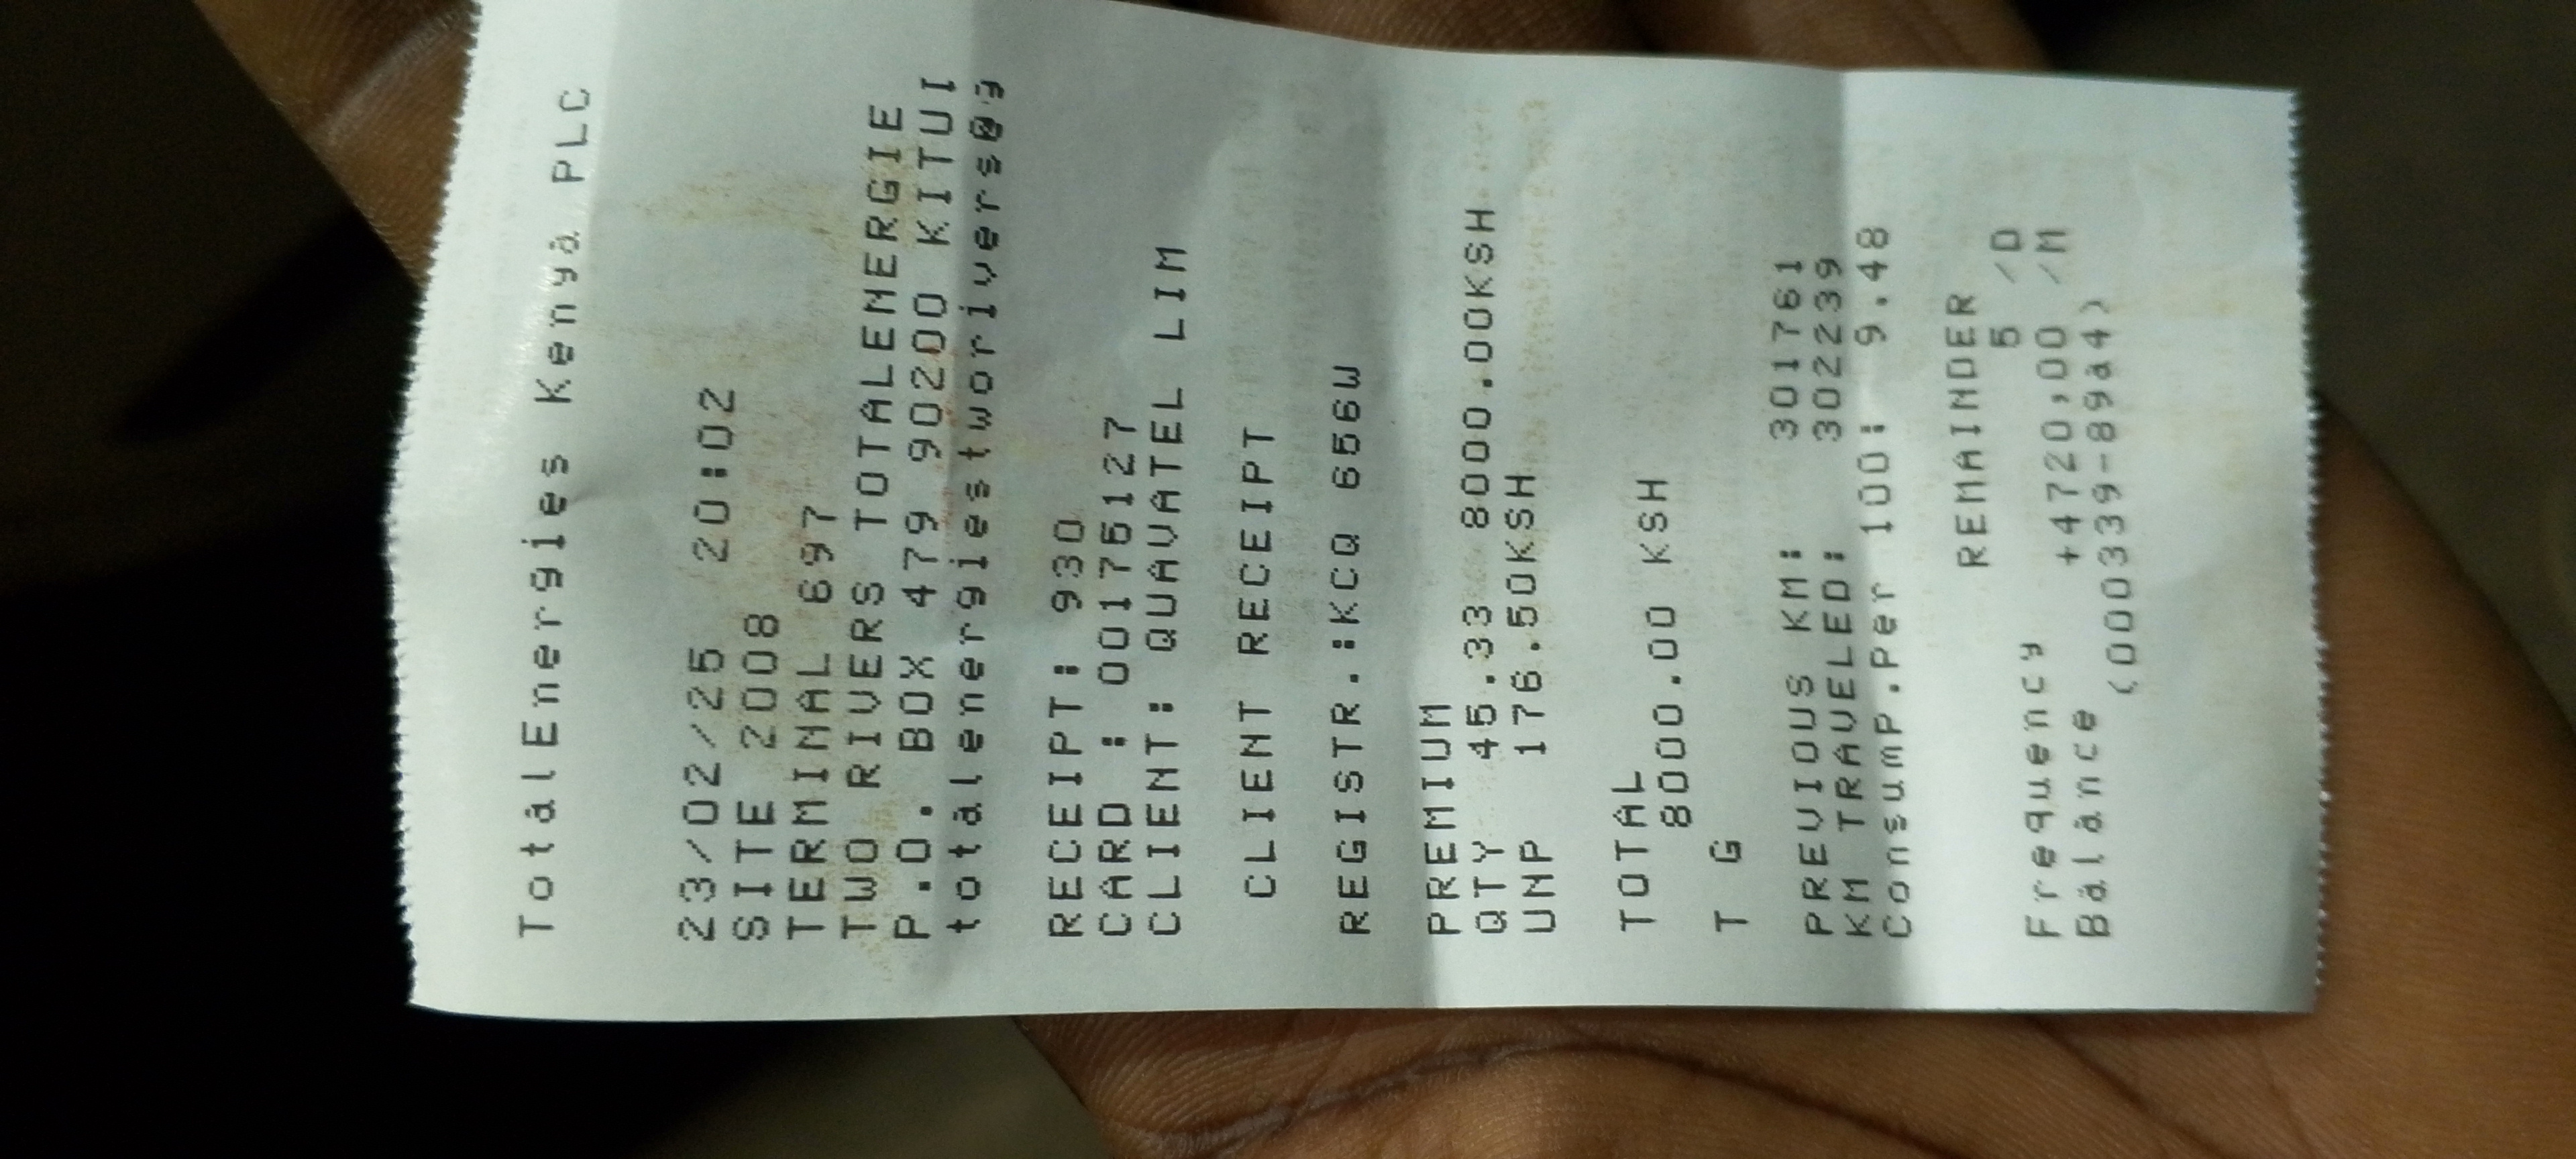 TotalEnergies Kenya PLC
23/02/25 20:02
SITE 2008
TERMINAL 697
TWO RIVERS TOTALENERGIE
P.O. BOX 479 90200 KITUI
totalenergiestworivers@g
RECEIPT: 930
CARD : 00175127
CLIENT: QUAVATEL LIM
CLIENT RECEIPT
REGISTR.:KCQ 656W
PREMIUM
QTY 45.33 8000.00KSH
UNP 176.50KSH
TOTAL
8000.00 KSH
T G
PREVIOUS KM: 301761
KM TRAVELED: 302239
Consump.Per 100: 9.48
REMAINDER
Frequency 5 /D
Balance +4720,00 /M
(000339-89a4)